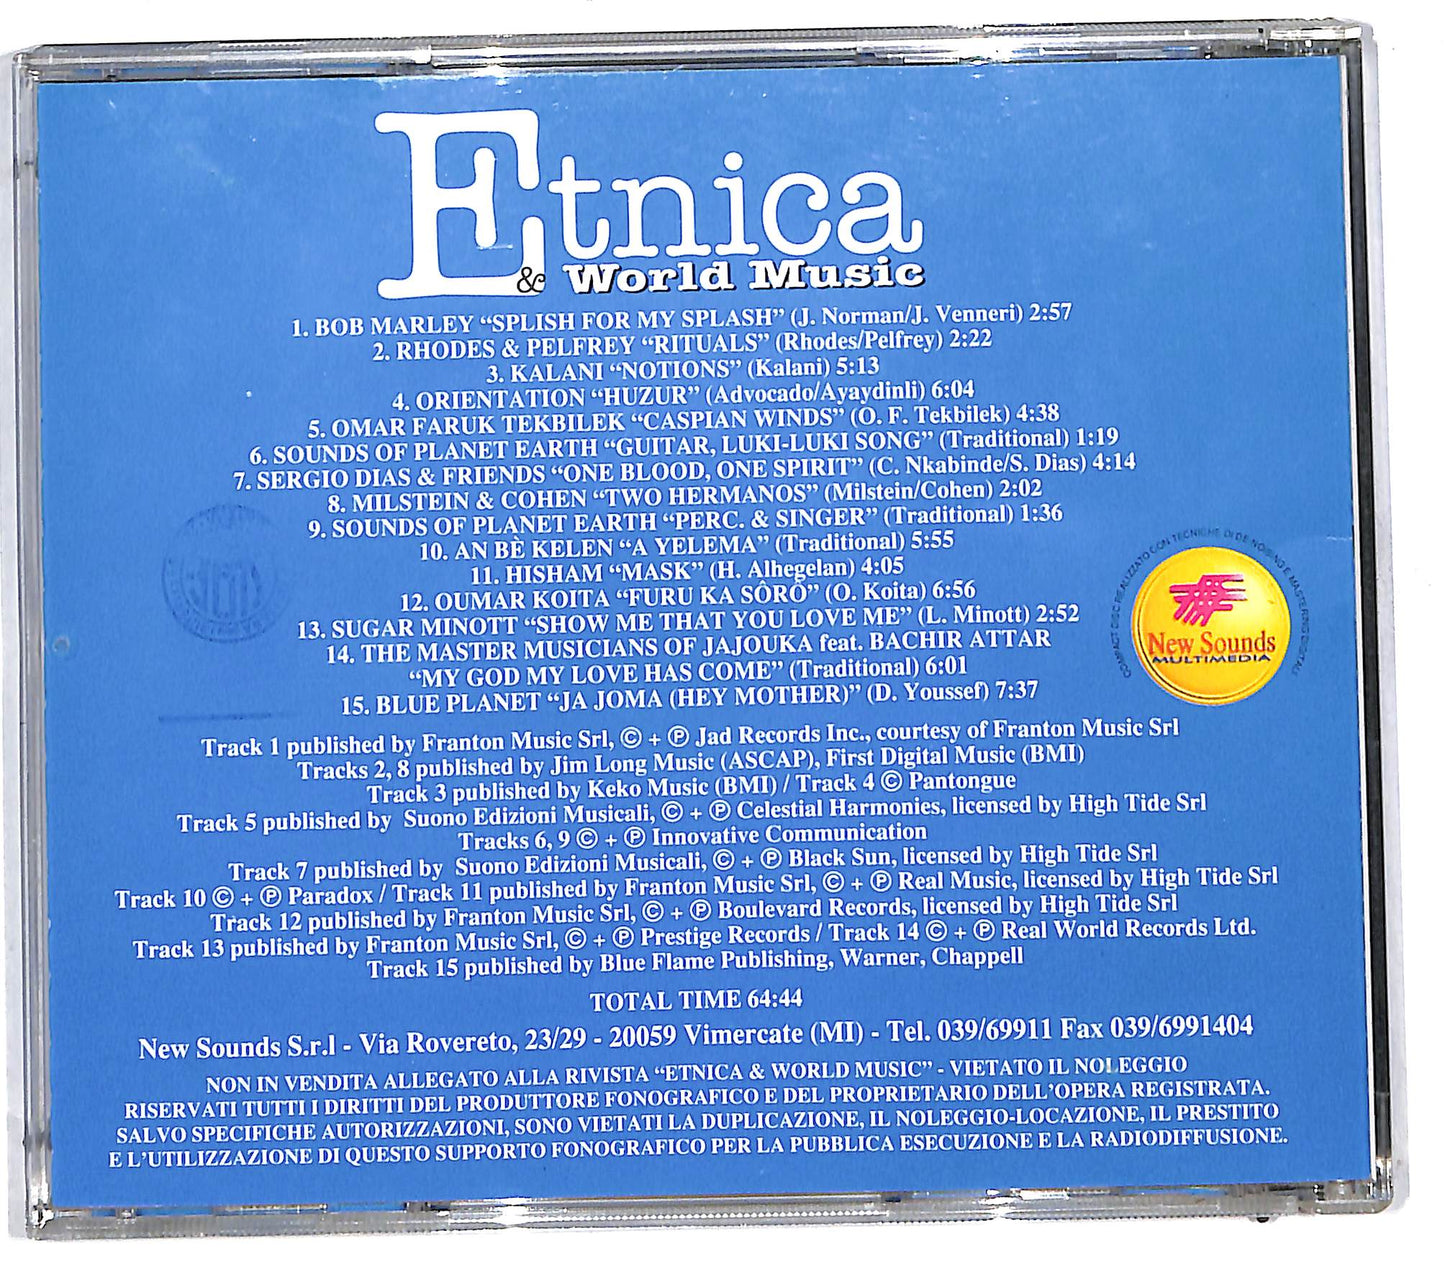 Etnica
& World Music
1. BOB MARLEY “SPLISH FOR MY SPLASH” (J. Norman/J. Venneri) 2:57
2. RHODES & PELFREY “RITUALS” (Rhodes/Pelfrey) 2:22
3. KALANI “NOTIONS” (Kalani) 5:13
4. ORIENTATION “HUZUR” (Advocado/Ayaydinli) 6:04
5. OMAR FARUK TEKBILEK “CASPIAN WINDS” (O. F. Tekbilek) 4:38
6. SOUNDS OF PLANET EARTH “GUITAR, LUKI-LUKI SONG” (Traditional) 1:19
7. SERGIO DIAS & FRIENDS “ONE BLOOD, ONE SPIRIT” (C. Nkabinde/S. Dias) 4:14
8. MILSTEIN & COHEN “TWO HERMANOS” (Milstein/Cohen) 2:02
9. SOUNDS OF PLANET EARTH “PERC. & SINGER” (Traditional) 1:36
10. AN BÈ KELEN “A YELEMA” (Traditional) 5:55
11. HISHAM “MASK” (H. Alhegelan) 4:05
12. OUMAR KOITA “FURU KA SÔRÔ” (O. Koita) 6:56
13. SUGAR MINOTT “SHOW ME THAT YOU LOVE ME” (L. Minott) 2:52
14. THE MASTER MUSICIANS OF JAJOUKA feat. BACHIR ATTAR
“MY GOD MY LOVE HAS COME” (Traditional) 6:01
15. BLUE PLANET “JA JOMA (HEY MOTHER)” (D. Youssef) 7:37
COMPACT DISC REALIZZATO CON TECNICHE DI DE NOISING E MASTERING DIGITALI
New Sounds
MULTIMEDIA
Track 1 published by Franton Music Srl, © + ℗ Jad Records Inc., courtesy of Franton Music Srl
Tracks 2, 8 published by Jim Long Music (ASCAP), First Digital Music (BMI)
Track 3 published by Keko Music (BMI) / Track 4 © Pantongue
Track 5 published by Suono Edizioni Musicali, © + ℗ Celestial Harmonies, licensed by High Tide Srl
Tracks 6, 9 © + ℗ Innovative Communication
Track 7 published by Suono Edizioni Musicali, © + ℗ Black Sun, licensed by High Tide Srl
Track 10 © + ℗ Paradox / Track 11 published by Franton Music Srl, © + ℗ Real Music, licensed by High Tide Srl
Track 12 published by Franton Music Srl, © + ℗ Boulevard Records, licensed by High Tide Srl
Track 13 published by Franton Music Srl, © + ℗ Prestige Records / Track 14 © + ℗ Real World Records Ltd.
Track 15 published by Blue Flame Publishing, Warner, Chappell
TOTAL TIME 64:44
New Sounds S.r.l - Via Rovereto, 23/29 - 20059 Vimercate (MI) - Tel. 039/69911 Fax 039/6991404
NON IN VENDITA ALLEGATO ALLA RIVISTA “ETNICA & WORLD MUSIC” - VIETATO IL NOLEGGIO
RISERVATI TUTTI I DIRITTI DEL PRODUTTORE FONOGRAFICO E DEL PROPRIETARIO DELL’OPERA REGISTRATA.
SALVO SPECIFICHE AUTORIZZAZIONI, SONO VIETATI LA DUPLICAZIONE, IL NOLEGGIO-LOCAZIONE, IL PRESTITO
E L’UTILIZZAZIONE DI QUESTO SUPPORTO FONOGRAFICO PER LA PUBBLICA ESECUZIONE E LA RADIODIFFUSIONE.